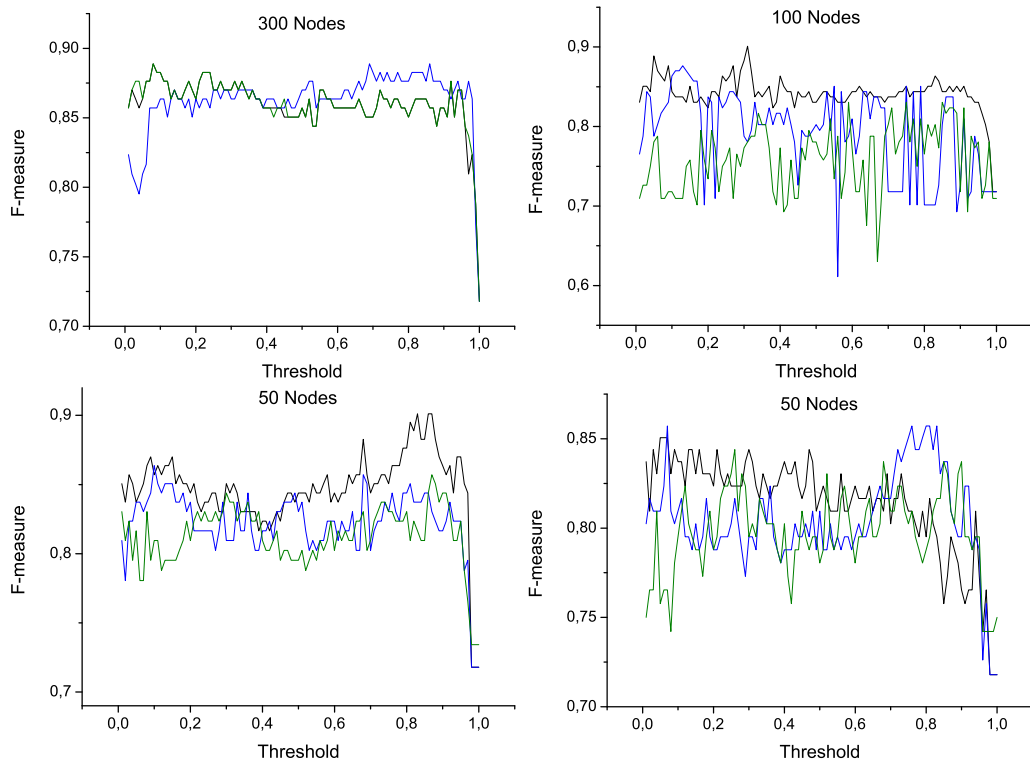 300 Nodes
0,90
0,85
0,80
0,75
0,70
F-measure
0,0 0,2 0,4 0,6 0,8 1,0
Threshold
100 Nodes
0,9
0,8
0,7
0,6
F-measure
0,0 0,2 0,4 0,6 0,8 1,0
Threshold
50 Nodes
0,9
0,8
0,7
F-measure
0,0 0,2 0,4 0,6 0,8 1,0
Threshold
50 Nodes
0,85
0,80
0,75
0,70
F-measure
0,0 0,2 0,4 0,6 0,8 1,0
Threshold